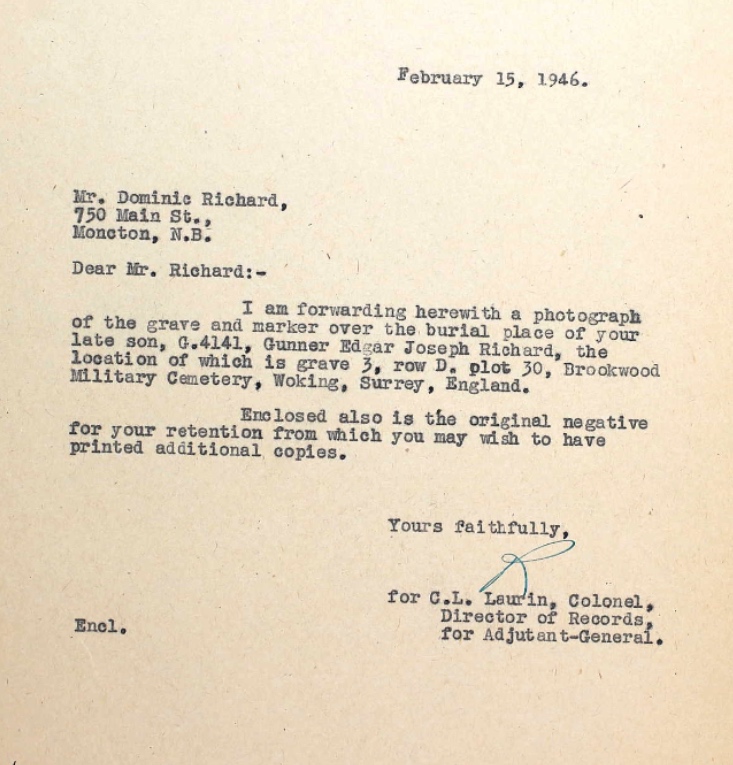 February 15, 1946.
Mr. Dominic Richard,
750 Main St.,
Moncton, N.B.
Dear Mr. Richard:-
I am forwarding herewith a photograph
of the grave and marker over the burial place of your
late son, G.4141, Gunner Edgar Joseph Richard, the
location of which is grave 3, row D. plot 30, Brookwood
Military Cemetery, Woking, Surrey, England.
Enclosed also is the original negative
for your retention from which you may wish to have
printed additional copies.
Yours faithfully,
for C.L. Laurin, Colonel,
Director of Records,
for Adjutant-General.
Encl.